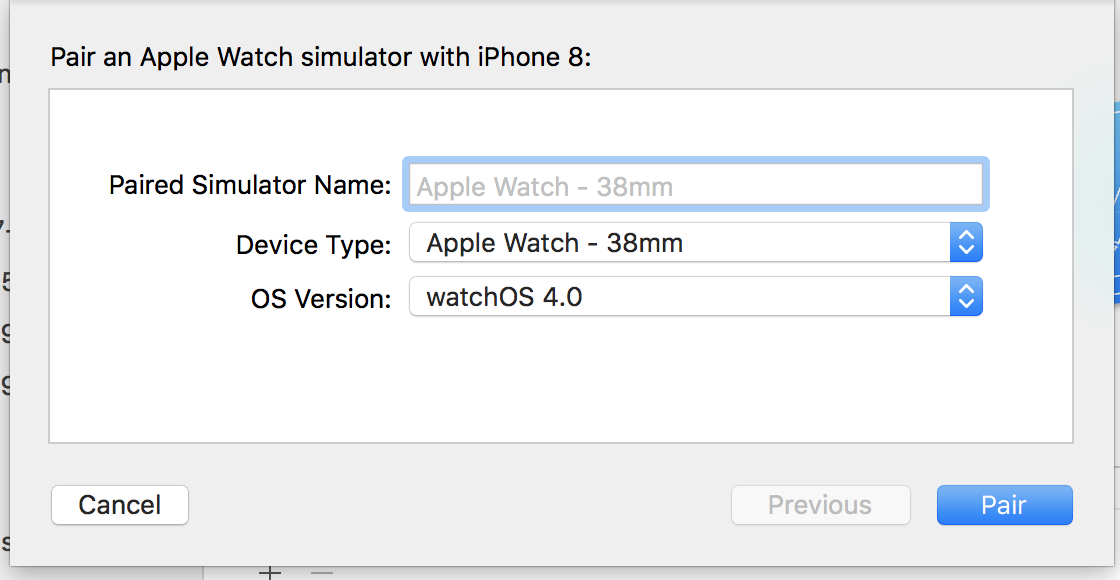 Pair an Apple Watch simulator with iPhone 8:
Paired Simulator Name: Apple Watch - 38mm
Device Type: Apple Watch - 38mm
OS Version: watchOS 4.0
Cancel Previous Pair